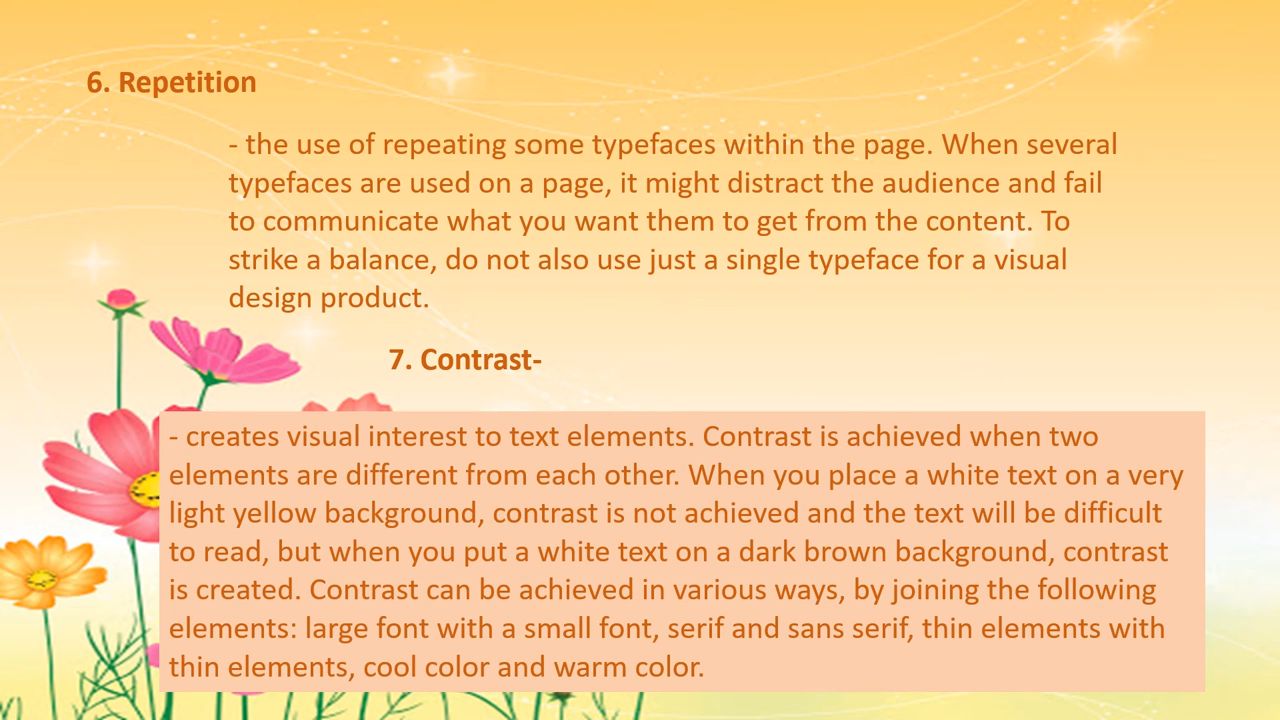 6. Repetition
- the use of repeating some typefaces within the page. When several
typefaces are used on a page, it might distract the audience and fail
to communicate what you want them to get from the content. To
strike a balance, do not also use just a single typeface for a visual
design product.
7. Contrast-
- creates visual interest to text elements. Contrast is achieved when two
elements are different from each other. When you place a white text on a very
light yellow background, contrast is not achieved and the text will be difficult
to read, but when you put a white text on a dark brown background, contrast
is created. Contrast can be achieved in various ways, by joining the following
elements: large font with a small font, serif and sans serif, thin elements with
thin elements, cool color and warm color.